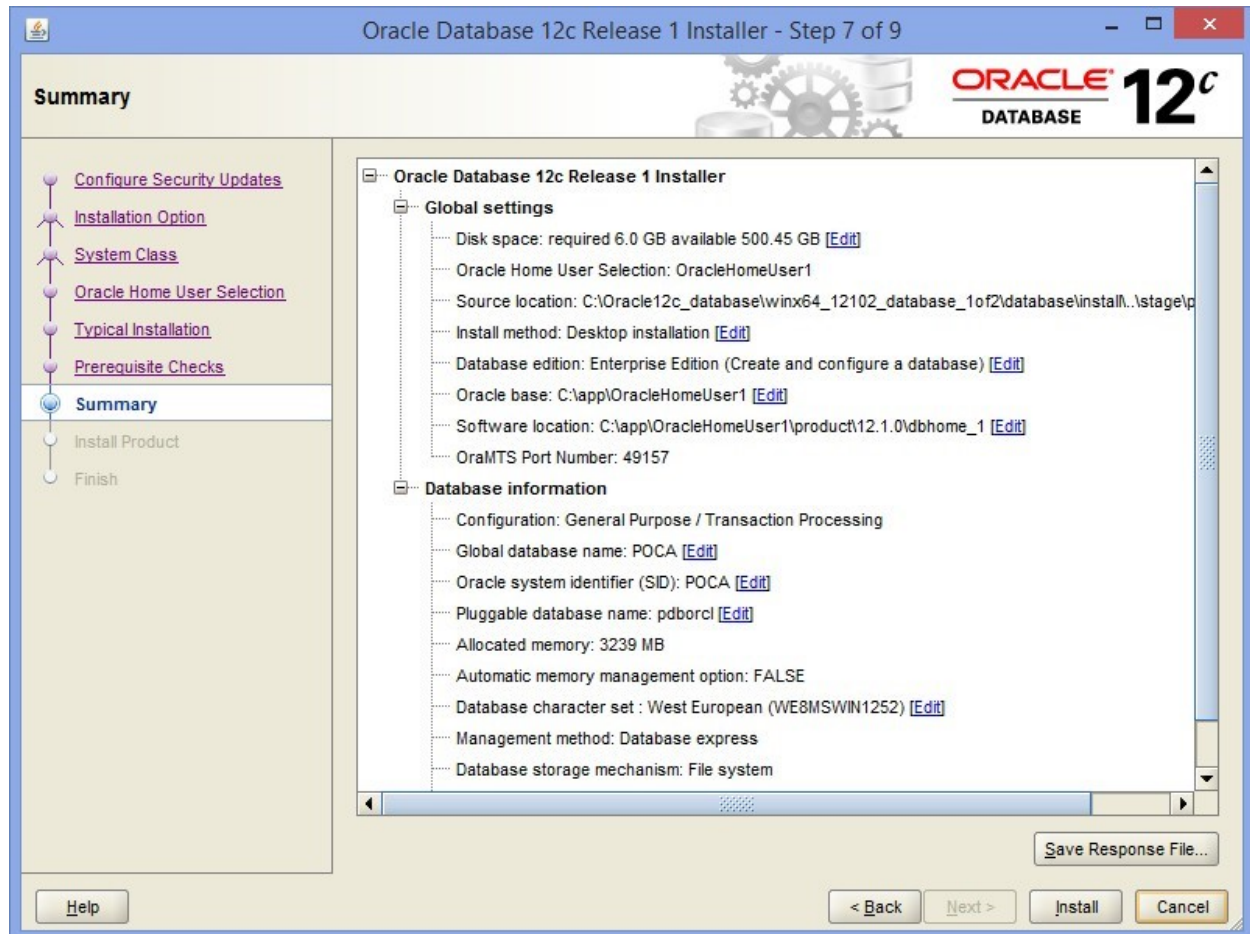 Oracle Database 12c Release 1 Installer - Step 7 of 9
Summary
ORACLE
DATABASE
12c
Configure Security Updates
Installation Option
System Class
Oracle Home User Selection
Typical Installation
Prerequisite Checks
Summary
Install Product
Finish
Oracle Database 12c Release 1 Installer
Global settings
Disk space: required 6.0 GB available 500.45 GB [Edit]
Oracle Home User Selection: OracleHomeUser1
Source location: C:\Oracle12c_database\winx64_12102_database_1of2\database\install\..\stage\p
Install method: Desktop installation [Edit]
Database edition: Enterprise Edition (Create and configure a database) [Edit]
Oracle base: C:\app\OracleHomeUser1 [Edit]
Software location: C:\app\OracleHomeUser1\product\12.1.0\dbhome_1 [Edit]
OraMTS Port Number: 49157
Database information
Configuration: General Purpose / Transaction Processing
Global database name: POCA [Edit]
Oracle system identifier (SID): POCA [Edit]
Pluggable database name: pdborcl [Edit]
Allocated memory: 3239 MB
Automatic memory management option: FALSE
Database character set : West European (WE8MSWIN1252) [Edit]
Management method: Database express
Database storage mechanism: File system
Save Response File...
Help
< Back
Next >
Install
Cancel